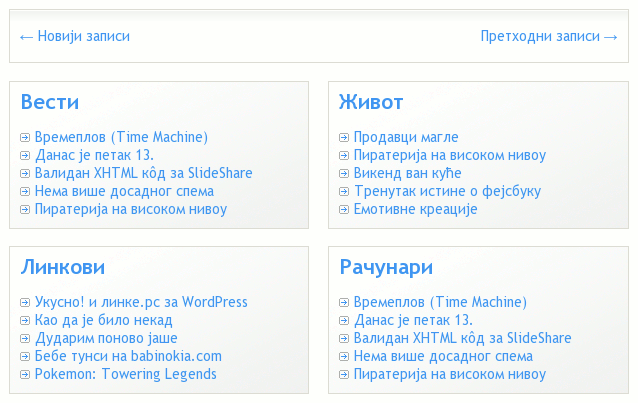 ← Новији записи
Претходни записи →
Вести
Времеплов (Time Machine)
Данас је петак 13.
Валидан XHTML кôд за SlideShare
Нема више досадног спема
Пиратерија на високом нивоу
Живот
Продавци магле
Пиратерија на високом нивоу
Викенд ван куће
Тренутак истине о фејсбуку
Емотивне креације
Линкови
Укусно! и линке.рс за WordPress
Као да је било некад
Дударим поново јаше
Бебе тунси на babinokia.com
Pokemon: Towering Legends
Рачунари
Времеплов (Time Machine)
Данас је петак 13.
Валидан XHTML кôд за SlideShare
Нема више досадног спема
Пиратерија на високом нивоу